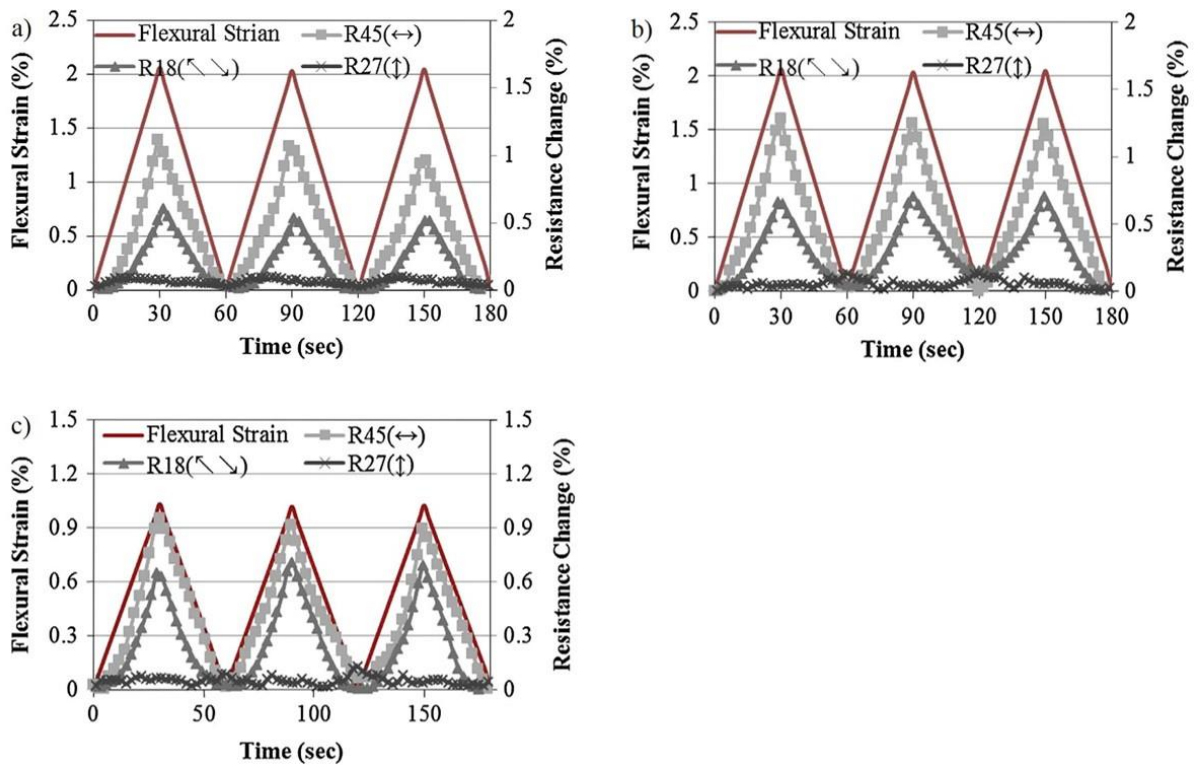 a)
2.5
2
1.5
1
0.5
0
Flexural Strain (%)
Flexural Strian
R45(↔)
R18(↖↘)
R27(↕)
2
1.5
1
0.5
0
Resistance Change (%)
0 30 60 90 120 150 180
Time (sec)
b)
2.5
2
1.5
1
0.5
0
Flexural Strain (%)
Flexural Strain
R45(↔)
R18(↖↘)
R27(↕)
2
1.5
1
0.5
0
Resistance Change (%)
0 30 60 90 120 150 180
Time (sec)
c)
1.5
1.2
0.9
0.6
0.3
0
Flexural Strain (%)
Flexural Strain
R45(↔)
R18(↖↘)
R27(↕)
1.5
1.2
0.9
0.6
0.3
0
Resistance Change (%)
0 50 100 150
Time (sec)